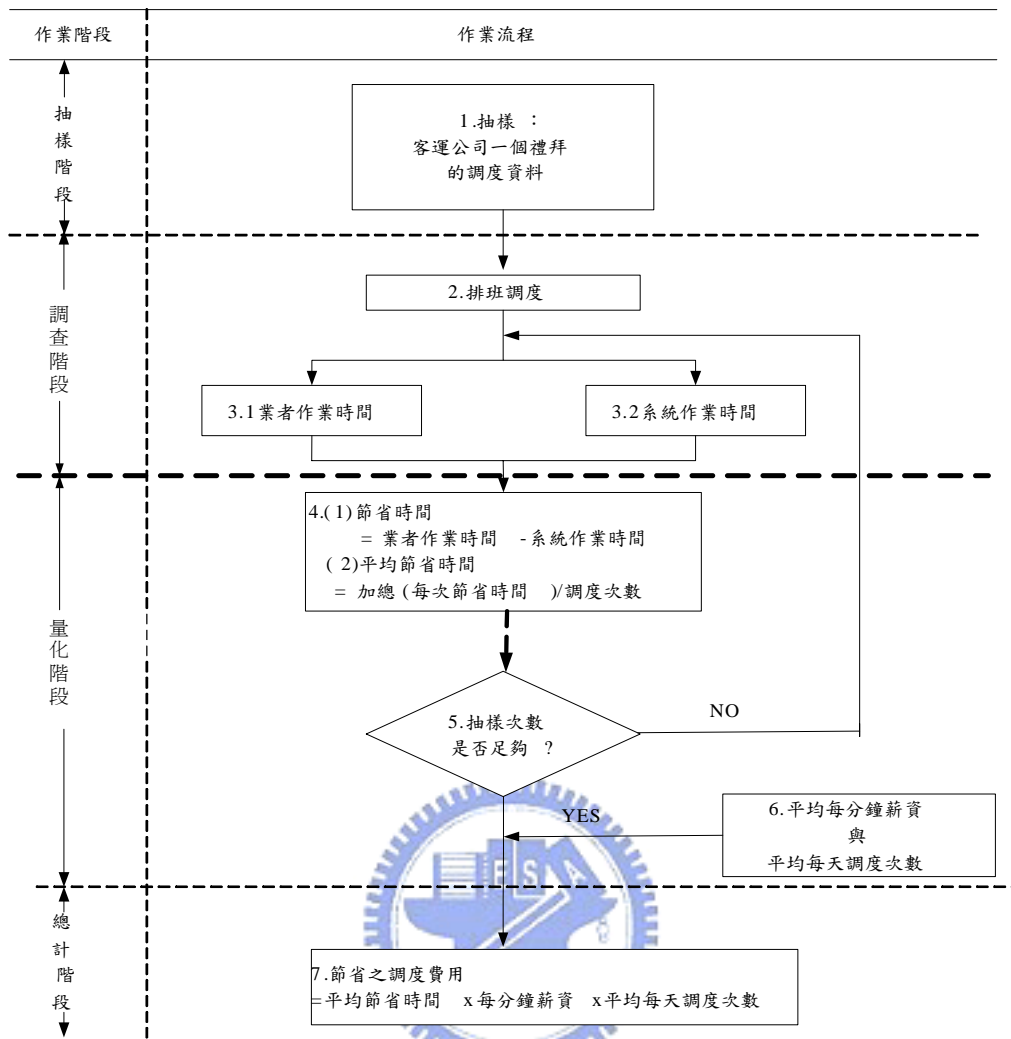 作業階段
作業流程
抽樣階段
1.抽樣 :
客運公司一個禮拜
的調度資料
調查階段
2.排班調度
3.1業者作業時間
3.2系統作業時間
量化階段
4.(1)節省時間
= 業者作業時間 -系統作業時間
(2)平均節省時間
= 加總(每次節省時間 )/調度次數
5.抽樣次數
是否足夠 ?
NO
YES
6.平均每分鐘薪資
與
平均每天調度次數
總計階段
7.節省之調度費用
=平均節省時間 x每分鐘薪資 x平均每天調度次數
E S A